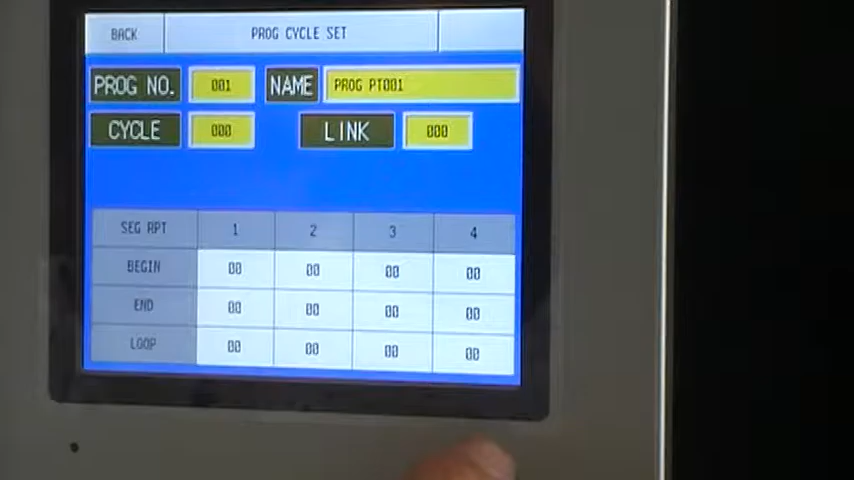 BACK PROG CYCLE SET
PROG NO. 001 NAME PROG PT001
CYCLE 000 LINK 000
SEG RPT 1 2 3 4
BEGIN 00 00 00 00
END 00 00 00 00
LOOP 00 00 00 00